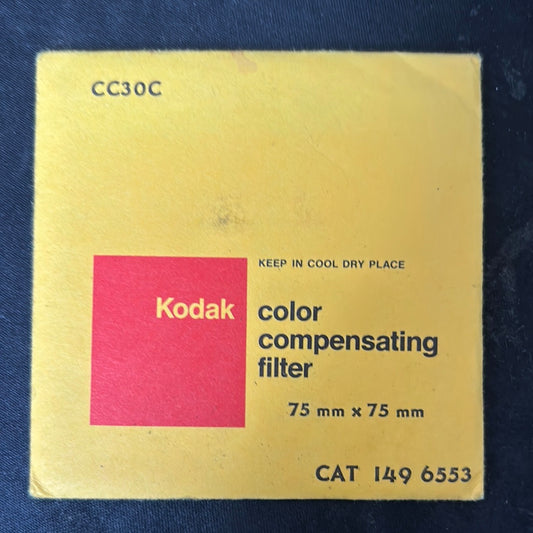 CC30C
KEEP IN COOL DRY PLACE
Kodak
color
compensating
filter
75 mm x 75 mm
CAT 149 6553